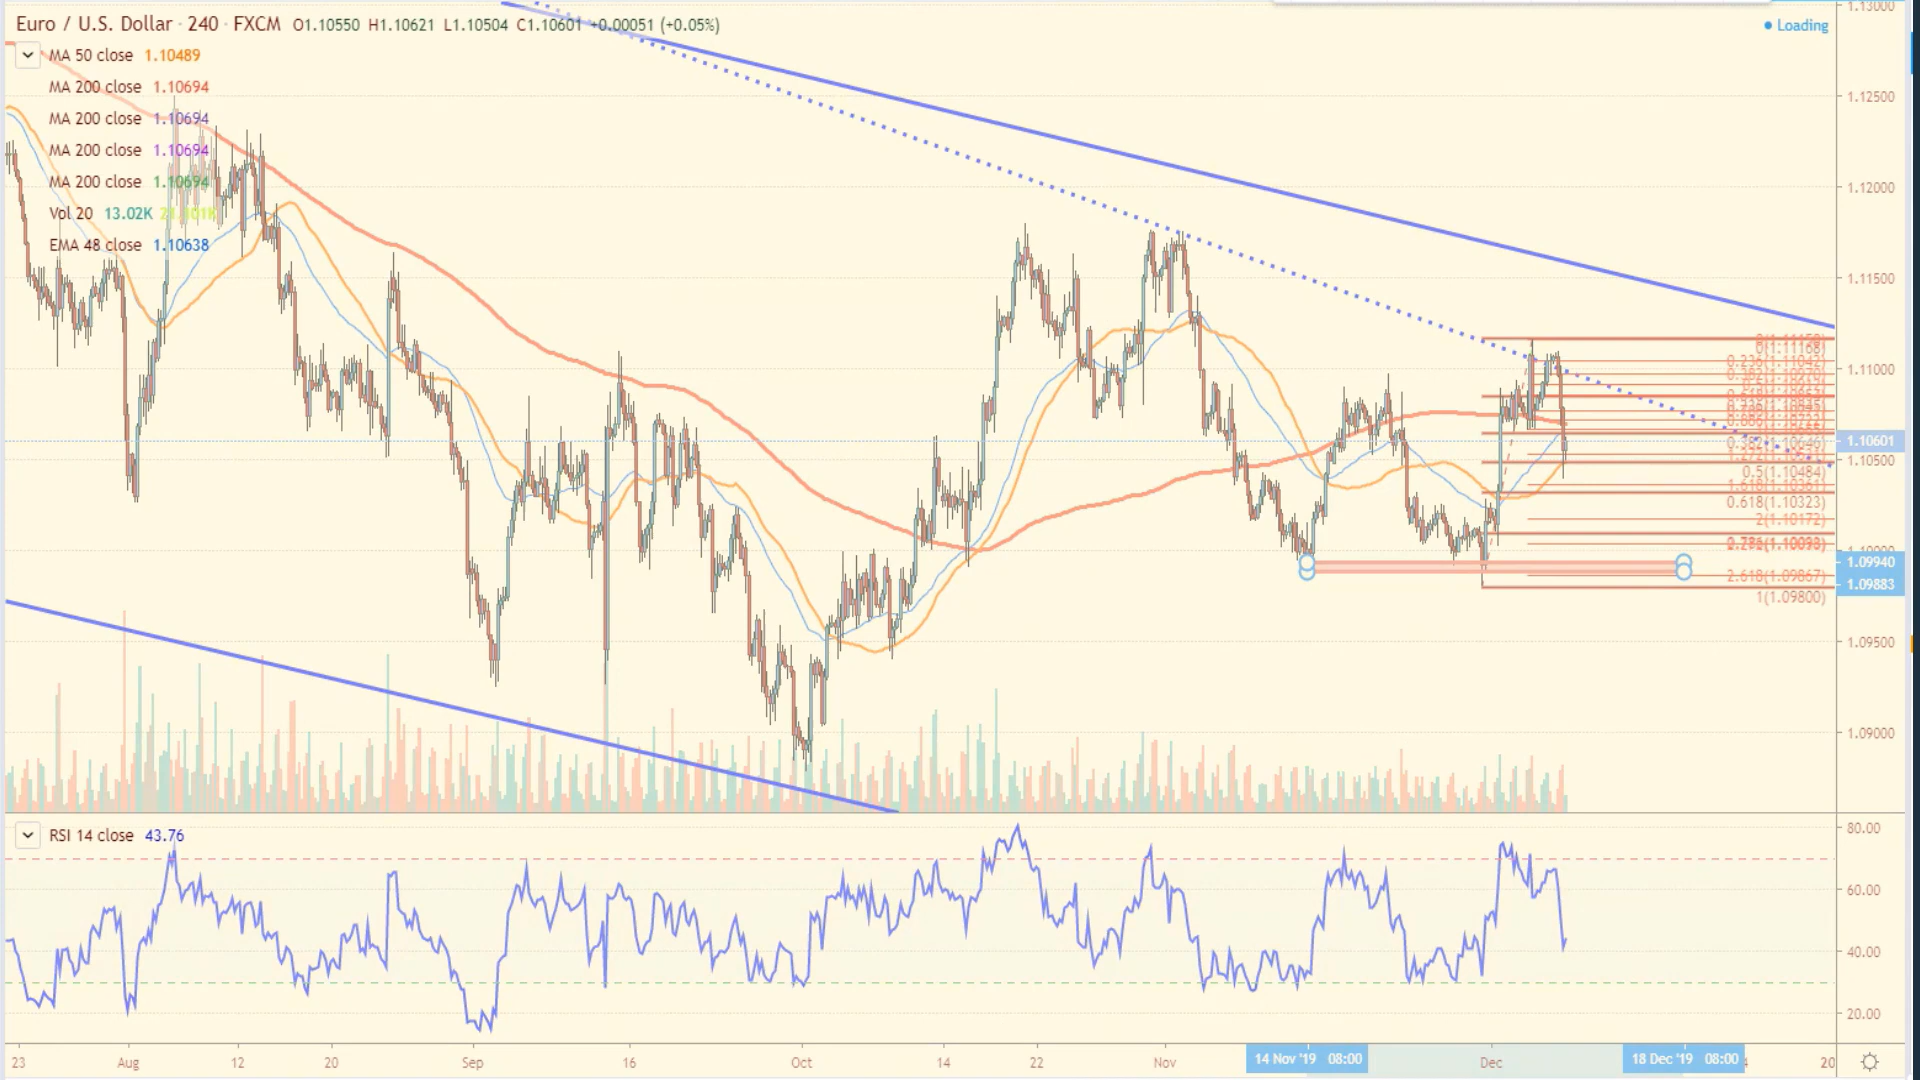 Euro / U.S. Dollar · 240 · FXCM O1.10550 H1.10621 L1.10504 C1.10601 +0.00051 (+0.05%)
Loading
MA 50 close 1.10489
MA 200 close 1.10694
MA 200 close 1.10694
MA 200 close 1.10694
MA 200 close 1.10694
Vol 20 13.02K
EMA 48 close 1.10638
1.13000
1.12500
1.12000
1.11500
1.11000
1.10601
1.10500
1.10000
1.09940
1.09883
1.09500
1.09000
0(1.11168)
0.5(1.10484)
0.618(1.10323)
2(1.10172)
2.618(1.09867)
1(1.09800)
RSI 14 close 43.76
80.00
60.00
40.00
20.00
23 Aug 12 20 Sep 16 Oct 14 22 Nov 14 Nov '19 08:00 Dec 18 Dec '19 08:00 20